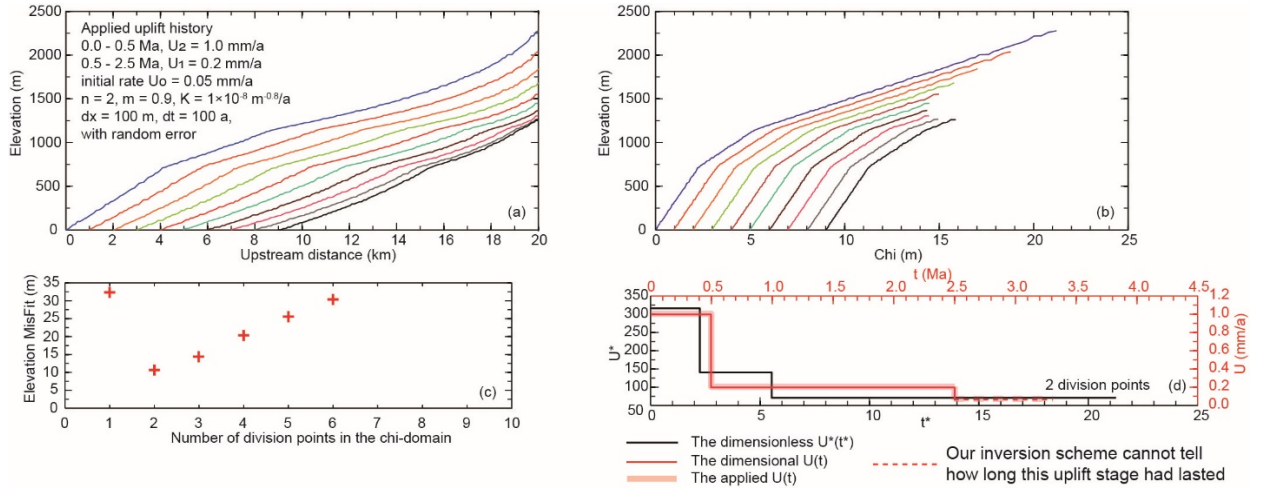 Applied uplift history
0.0 - 0.5 Ma, U₂ = 1.0 mm/a
0.5 - 2.5 Ma, U₁ = 0.2 mm/a
initial rate Uo = 0.05 mm/a
n = 2, m = 0.9, K = 1×10⁻⁸ m⁻⁰·⁸/a
dx = 100 m, dt = 100 a,
with random error
Elevation (m)
2500
2000
1500
1000
500
0
0 2 4 6 8 10 12 14 16 18 20
Upstream distance (km)
(a)
Elevation (m)
2500
2000
1500
1000
500
0
0 5 10 15 20 25
Chi (m)
(b)
Elevation MisFit (m)
35
30
25
20
15
10
5
0
0 1 2 3 4 5 6 7 8 9 10
Number of division points in the chi-domain
(c)
t (Ma)
0 0.5 1.0 1.5 2.0 2.5 3.0 3.5 4.0 4.5
U*
350
300
250
200
150
100
50
1.2
1.0
0.8
0.6
0.4
0.2
0.0
U (mm/a)
2 division points
(d)
0 5 10 15 20 25
t*
The dimensionless U*(t*)
The dimensional U(t)
The applied U(t)
Our inversion scheme cannot tell
how long this uplift stage had lasted